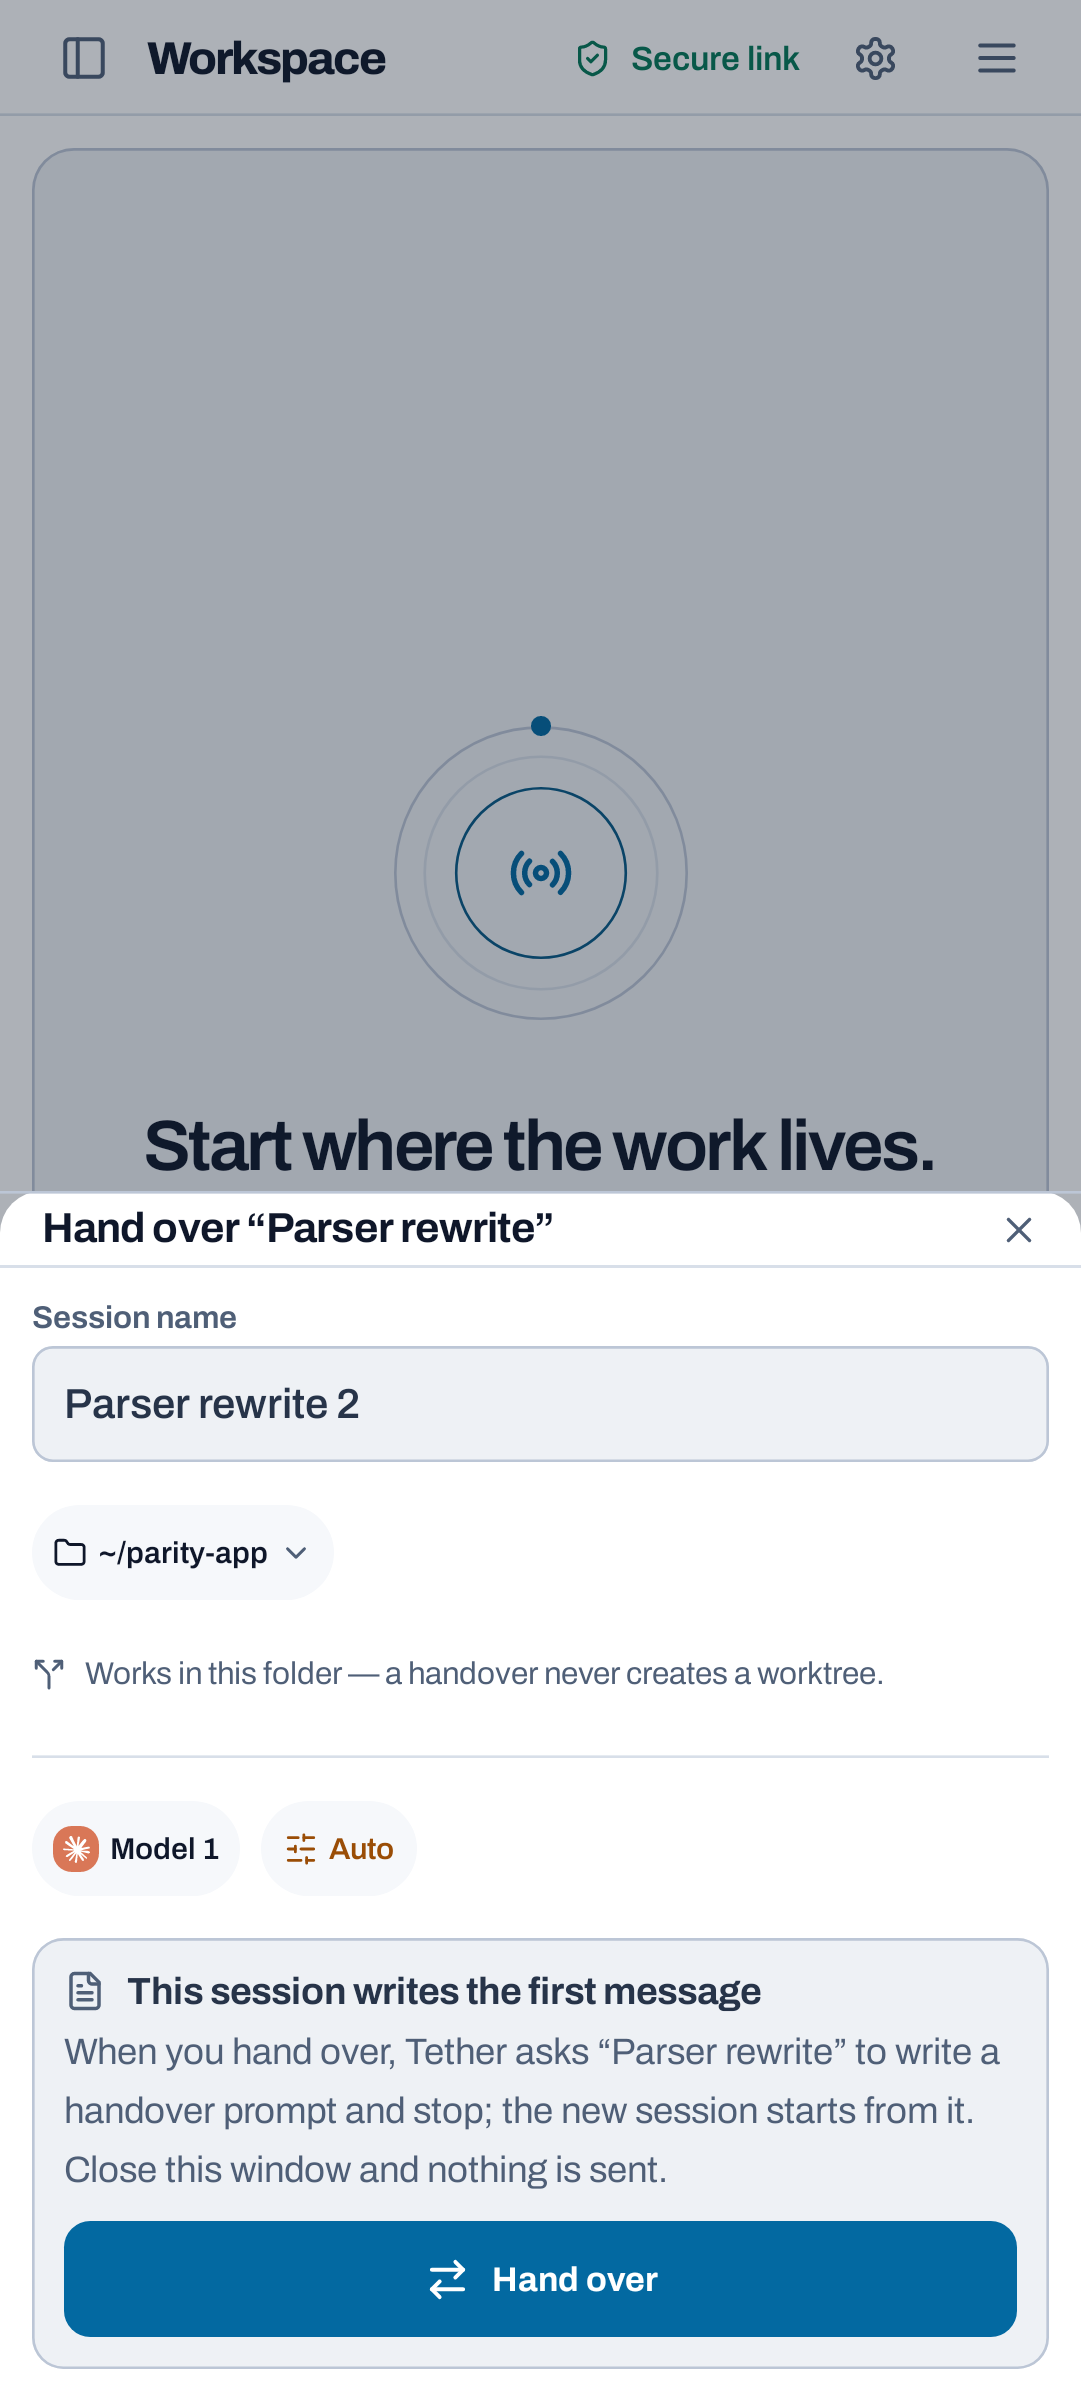 Workspace
Secure link
Start where the work lives.
Hand over “Parser rewrite”
Session name
Parser rewrite 2
~/parity-app
Works in this folder — a handover never creates a worktree.
Model 1
Auto
This session writes the first message
When you hand over, Tether asks “Parser rewrite” to write a
handover prompt and stop; the new session starts from it.
Close this window and nothing is sent.
Hand over